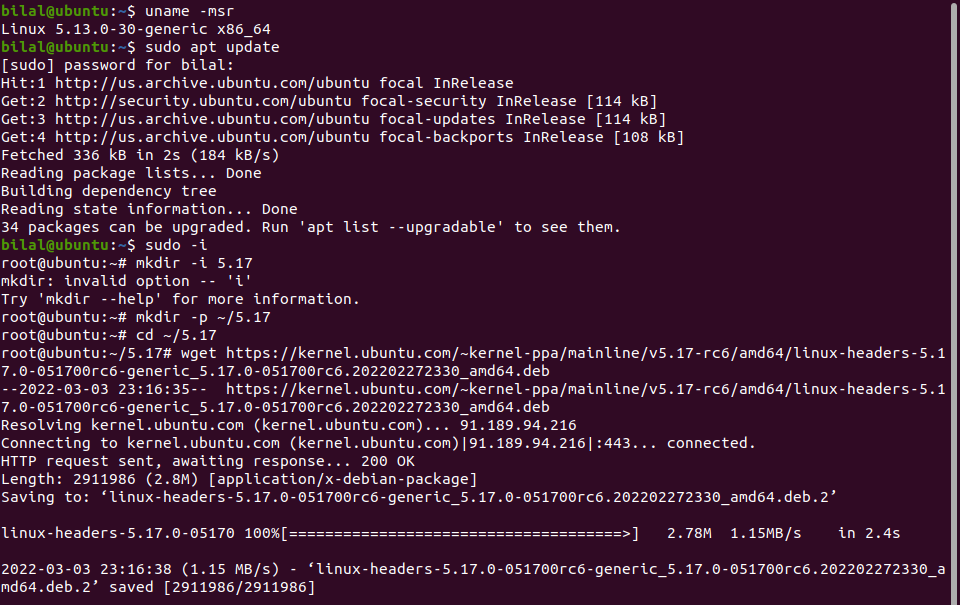 bilal@ubuntu:~$ uname -msr
Linux 5.13.0-30-generic x86_64
bilal@ubuntu:~$ sudo apt update
[sudo] password for bilal:
Hit:1 http://us.archive.ubuntu.com/ubuntu focal InRelease
Get:2 http://security.ubuntu.com/ubuntu focal-security InRelease [114 kB]
Get:3 http://us.archive.ubuntu.com/ubuntu focal-updates InRelease [114 kB]
Get:4 http://us.archive.ubuntu.com/ubuntu focal-backports InRelease [108 kB]
Fetched 336 kB in 2s (184 kB/s)
Reading package lists... Done
Building dependency tree
Reading state information... Done
34 packages can be upgraded. Run 'apt list --upgradable' to see them.
bilal@ubuntu:~$ sudo -i
root@ubuntu:~# mkdir -i 5.17
mkdir: invalid option -- 'i'
Try 'mkdir --help' for more information.
root@ubuntu:~# mkdir -p ~/5.17
root@ubuntu:~# cd ~/5.17
root@ubuntu:~/5.17# wget https://kernel.ubuntu.com/~kernel-ppa/mainline/v5.17-rc6/amd64/linux-headers-5.1
7.0-051700rc6-generic_5.17.0-051700rc6.202202272330_amd64.deb
--2022-03-03 23:16:35--  https://kernel.ubuntu.com/~kernel-ppa/mainline/v5.17-rc6/amd64/linux-headers-5.1
7.0-051700rc6-generic_5.17.0-051700rc6.202202272330_amd64.deb
Resolving kernel.ubuntu.com (kernel.ubuntu.com)... 91.189.94.216
Connecting to kernel.ubuntu.com (kernel.ubuntu.com)|91.189.94.216|:443... connected.
HTTP request sent, awaiting response... 200 OK
Length: 2911986 (2.8M) [application/x-debian-package]
Saving to: ‘linux-headers-5.17.0-051700rc6-generic_5.17.0-051700rc6.202202272330_amd64.deb.2’
linux-headers-5.17.0-05170 100%[=====================================>]   2.78M  1.15MB/s    in 2.4s
2022-03-03 23:16:38 (1.15 MB/s) - ‘linux-headers-5.17.0-051700rc6-generic_5.17.0-051700rc6.202202272330_a
md64.deb.2’ saved [2911986/2911986]